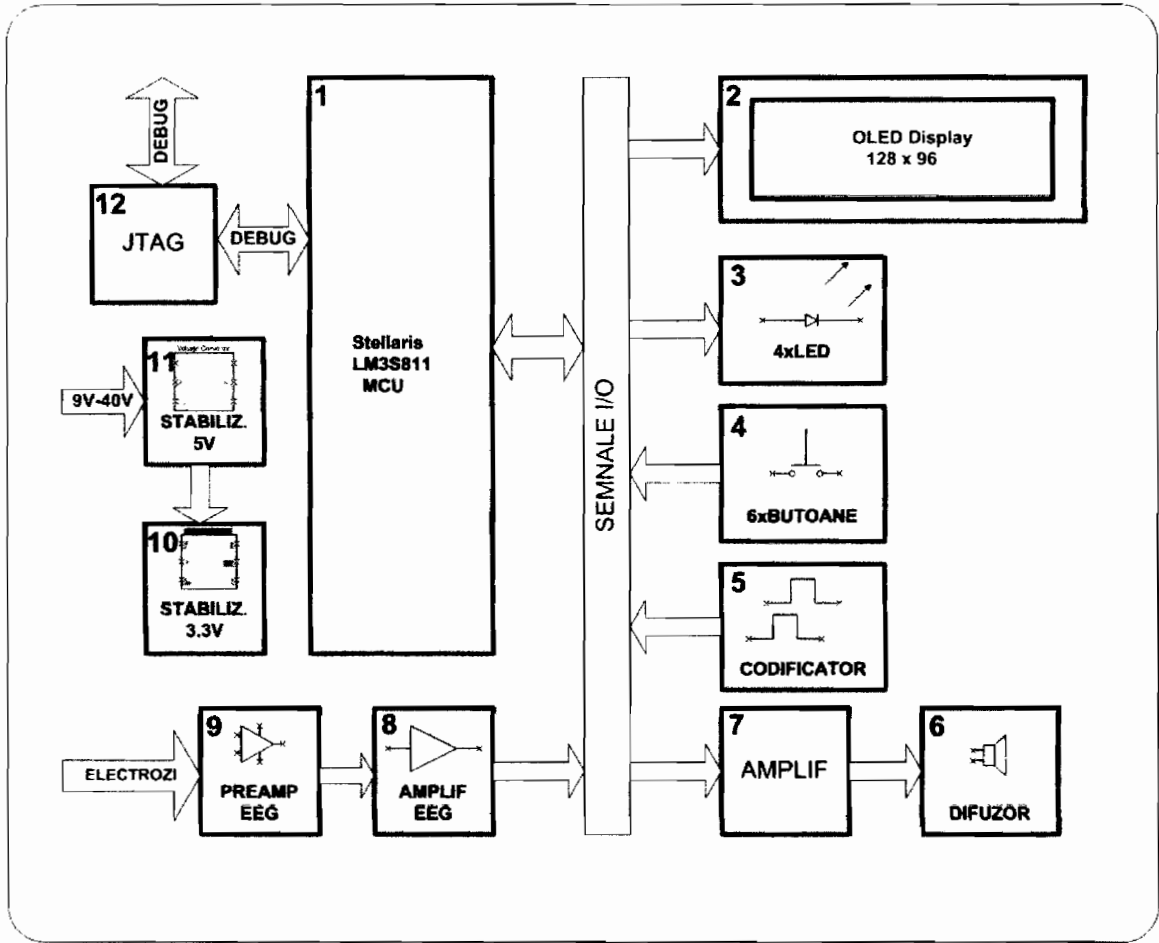 1
Stellaris
LM3S811
MCU
2
OLED Display
128 x 96
DEBUG
12
JTAG
DEBUG
3
4xLED
11
Voltage Convertor
9V-40V
STABILIZ.
5V
SEMNALE I/O
4
6xBUTOANE
10
STABILIZ.
3.3V
5
CODIFICATOR
ELECTROZI
9
PREAMP
EEG
8
AMPLIF
EEG
7
AMPLIF
6
DIFUZOR